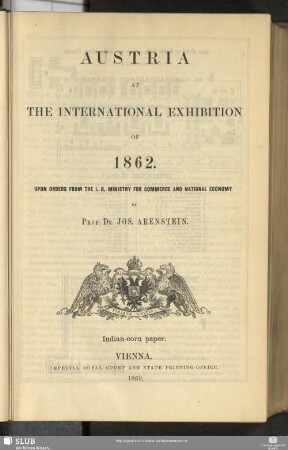 AUSTRIA
AT
THE INTERNATIONAL EXHIBITION
OF
1862.
UPON ORDERS FROM THE I. R. MINISTRY FOR COMMERCE AND NATIONAL ECONOMY
BY
PROF. DR JOS. ARENSTEIN.
Indian-corn paper.
VIENNA.
IMPERIAL ROYAL COURT AND STATE PRINTING-OFFICE.
1862.
SLUB